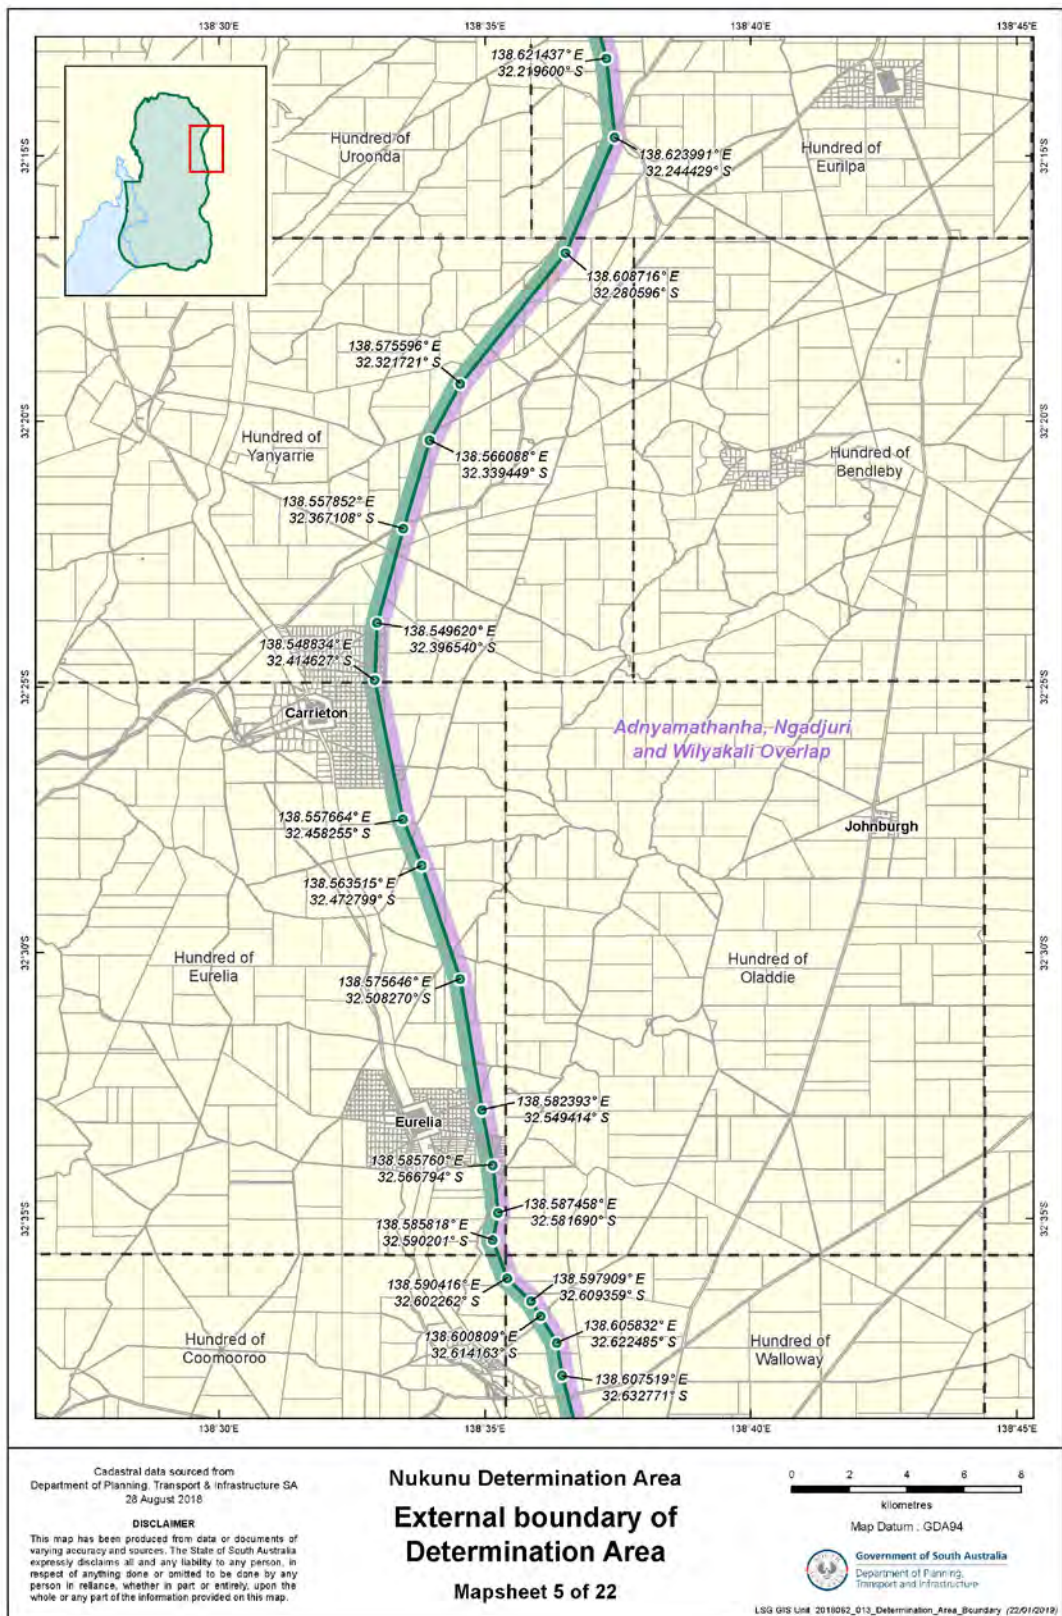 138°30'E
138°35'E
138°40'E
138°45'E
138.621437° E
32.219600° S
Hundred of
Uroonda
Hundred of
Eurilpa
32°15'S
32°15'S
138.623991° E
32.244429° S
138.608716° E
32.280596° S
138.575596° E
32.321721° S
32°20'S
32°20'S
Hundred of
Yanyarrie
138.566088° E
32.339449° S
Hundred of
Bendleby
138.557852° E
32.367108° S
138.549620° E
32.396540° S
138.548834° E
32.414627° S
32°25'S
32°25'S
Carrieton
Adnyamathanha, Ngadjuri
and Wilyakali Overlap
138.557664° E
32.458255° S
Johnburgh
138.563515° E
32.472799° S
32°30'S
32°30'S
Hundred of
Eurelia
Hundred of
Oladdie
138.575646° E
32.508270° S
138.582393° E
32.549414° S
Eurelia
138.585760° E
32.566794° S
138.587458° E
32.581690° S
32°35'S
32°35'S
138.585818° E
32.590201° S
138.590416° E
32.602262° S
138.597909° E
32.609359° S
138.600809° E
32.614163° S
138.605832° E
32.622485° S
Hundred of
Coomooroo
Hundred of
Walloway
138.607519° E
32.632771° S
138°30'E
138°35'E
138°40'E
138°45'E
Cadastral data sourced from
Department of Planning, Transport & Infrastructure SA
28 August 2018
DISCLAIMER
This map has been produced from data or documents of
varying accuracy and sources. The State of South Australia
expressly disclaims all and any liability to any person, in
respect of anything done or omitted to be done by any
person in reliance, whether in part or entirely, upon the
whole or any part of the information provided on this map.
Nukunu Determination Area
External boundary of
Determination Area
Mapsheet 5 of 22
0 2 4 6 8
kilometres
Map Datum : GDA94
Government of South Australia
Department of Planning,
Transport and Infrastructure
LSG GIS Unit 2018062_013_Determination_Area_Boundary (22/01/2019)